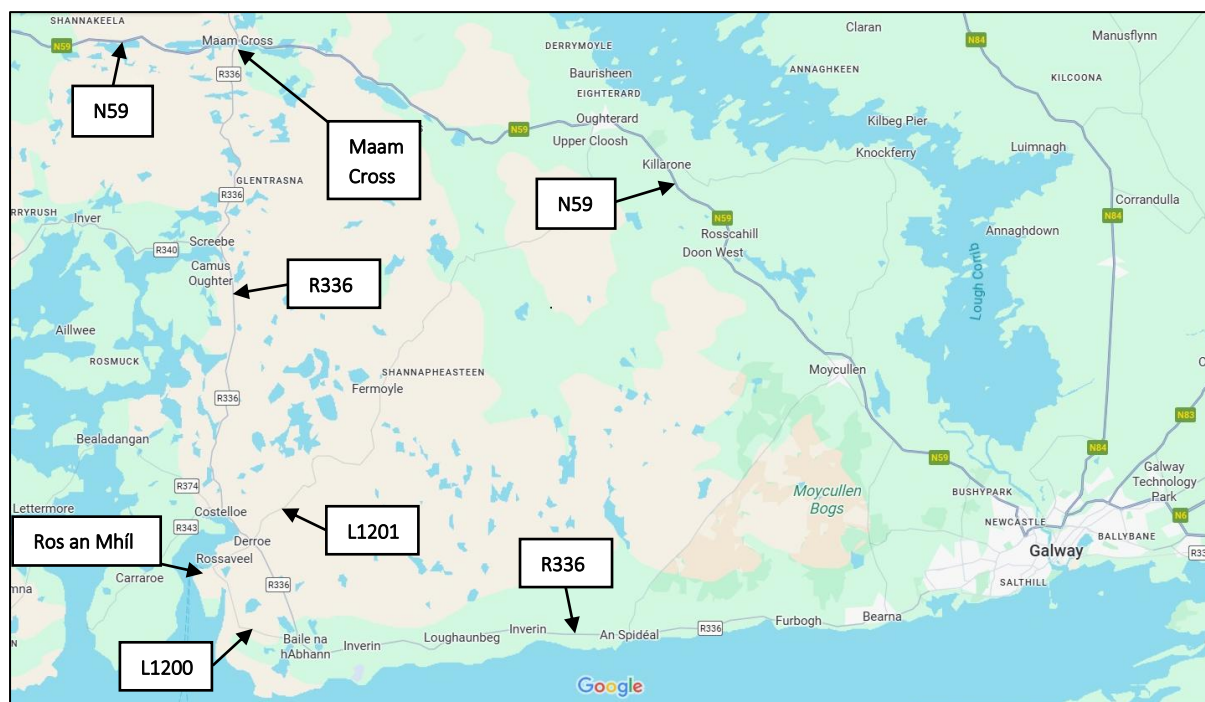 SHANNAKEELA
N59
Maam Cross
R336
N59
Maam
Cross
DERRYMOYLE
Baurisheen
EIGHTERARD
Oughterard
Upper Cloosh
N59
Killarone
N59
N59
Rosscahill
Doon West
Claran
N84
Manusflynn
ANNAGHKEEN
KILCOONA
Kilbeg Pier
Knockferry
Luimnagh
Corrandulla
N84
Annaghdown
Lough Corrib
GLENTRASNA
R336
ERRYRUSH
Inver
R340
Screebe
Camus
Oughter
R336
Aillwee
ROSMUCK
R336
SHANNAPHEASTEEN
Fermoyle
Moycullen
Bealadangan
R374
Lettermore
Costelloe
R343
L1201
Ros an Mhíl
Derroe
Rossaveel
Carraroe
R336
R336
L1200
Baile na
hAbhann
Inverin
Loughaunbeg
Inverin
An Spidéal
R336
Furbogh
Bearna
Moycullen
Bogs
N59
BUSHYPARK
NEWCASTLE
N84
N83
Galway
Technology
Park
N6
BALLYBANE
Galway
SALTHILL
Google